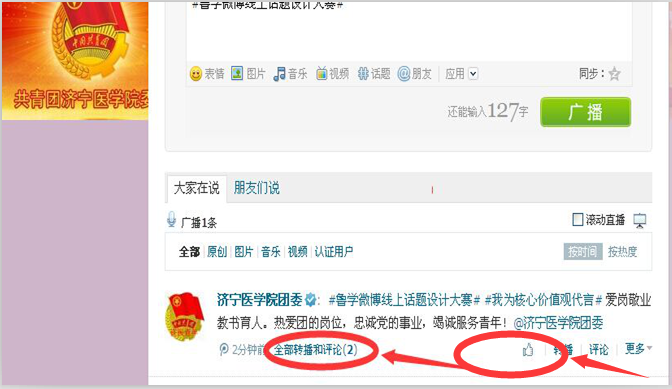 #鲁学微博线上话题设计大赛#
中国共青团
共青团济宁医学院委
表情 图片 音乐 视频 话题 朋友 应用 同步:
还能输入127字 广播
大家在说 朋友们说
广播1条 滚动直播
全部 原创 图片 音乐 视频 认证用户 按时间 按热度
济宁医学院团委: #鲁学微博线上话题设计大赛# #我为核心价值观代言# 爱岗敬业
教书育人。热爱团的岗位，忠诚党的事业，竭诚服务青年！@济宁医学院团委
2分钟前 全部转播和评论(2) 转播 评论 更多